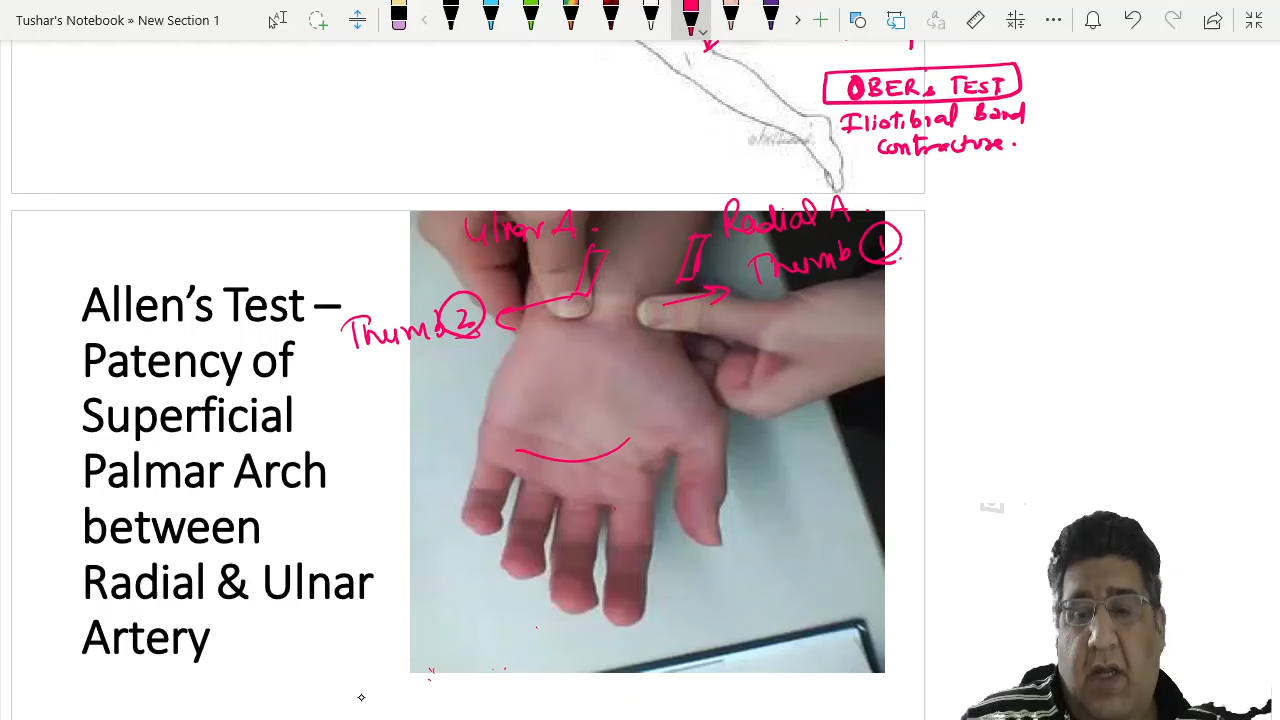 Tushar's Notebook » New Section 1
OBER's TEST
Iliotibial Band
contracture.
Ulnar A.
Radial A.
Thumb 1
Thumb 2
Allen's Test –
Patency of
Superficial
Palmar Arch
between
Radial & Ulnar
Artery